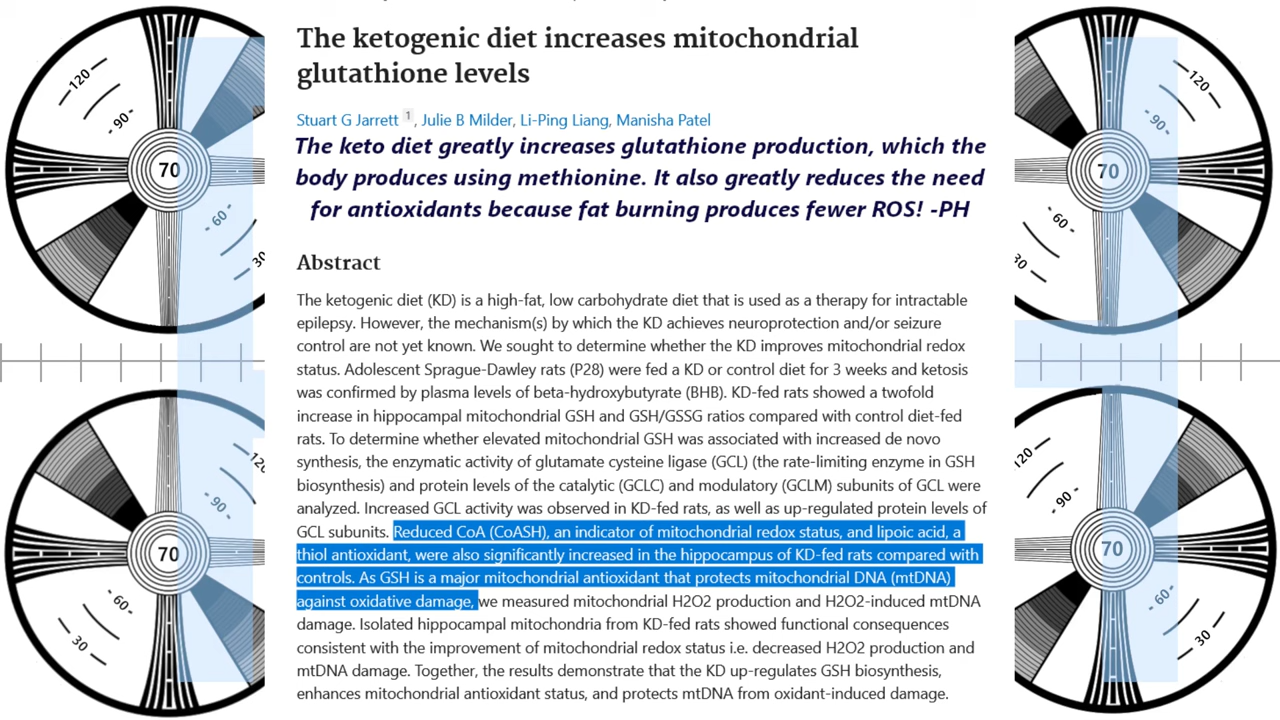 The ketogenic diet increases mitochondrial
glutathione levels
Stuart G Jarrett 1, Julie B Milder, Li-Ping Liang, Manisha Patel
The keto diet greatly increases glutathione production, which the
body produces using methionine. It also greatly reduces the need
for antioxidants because fat burning produces fewer ROS! -PH
Abstract
The ketogenic diet (KD) is a high-fat, low carbohydrate diet that is used as a therapy for intractable
epilepsy. However, the mechanism(s) by which the KD achieves neuroprotection and/or seizure
control are not yet known. We sought to determine whether the KD improves mitochondrial redox
status. Adolescent Sprague-Dawley rats (P28) were fed a KD or control diet for 3 weeks and ketosis
was confirmed by plasma levels of beta-hydroxybutyrate (BHB). KD-fed rats showed a twofold
increase in hippocampal mitochondrial GSH and GSH/GSSG ratios compared with control diet-fed
rats. To determine whether elevated mitochondrial GSH was associated with increased de novo
synthesis, the enzymatic activity of glutamate cysteine ligase (GCL) (the rate-limiting enzyme in GSH
biosynthesis) and protein levels of the catalytic (GCLC) and modulatory (GCLM) subunits of GCL were
analyzed. Increased GCL activity was observed in KD-fed rats, as well as up-regulated protein levels of
GCL subunits. Reduced CoA (CoASH), an indicator of mitochondrial redox status, and lipoic acid, a
thiol antioxidant, were also significantly increased in the hippocampus of KD-fed rats compared with
controls. As GSH is a major mitochondrial antioxidant that protects mitochondrial DNA (mtDNA)
against oxidative damage, we measured mitochondrial H2O2 production and H2O2-induced mtDNA
damage. Isolated hippocampal mitochondria from KD-fed rats showed functional consequences
consistent with the improvement of mitochondrial redox status i.e. decreased H2O2 production and
mtDNA damage. Together, the results demonstrate that the KD up-regulates GSH biosynthesis,
enhances mitochondrial antioxidant status, and protects mtDNA from oxidant-induced damage.
120
- 90 -
70
- 60 -
30
120
- 90 -
70
- 60 -
30
120
- 90 -
70
- 60 -
30
120
- 90 -
70
- 60 -
30